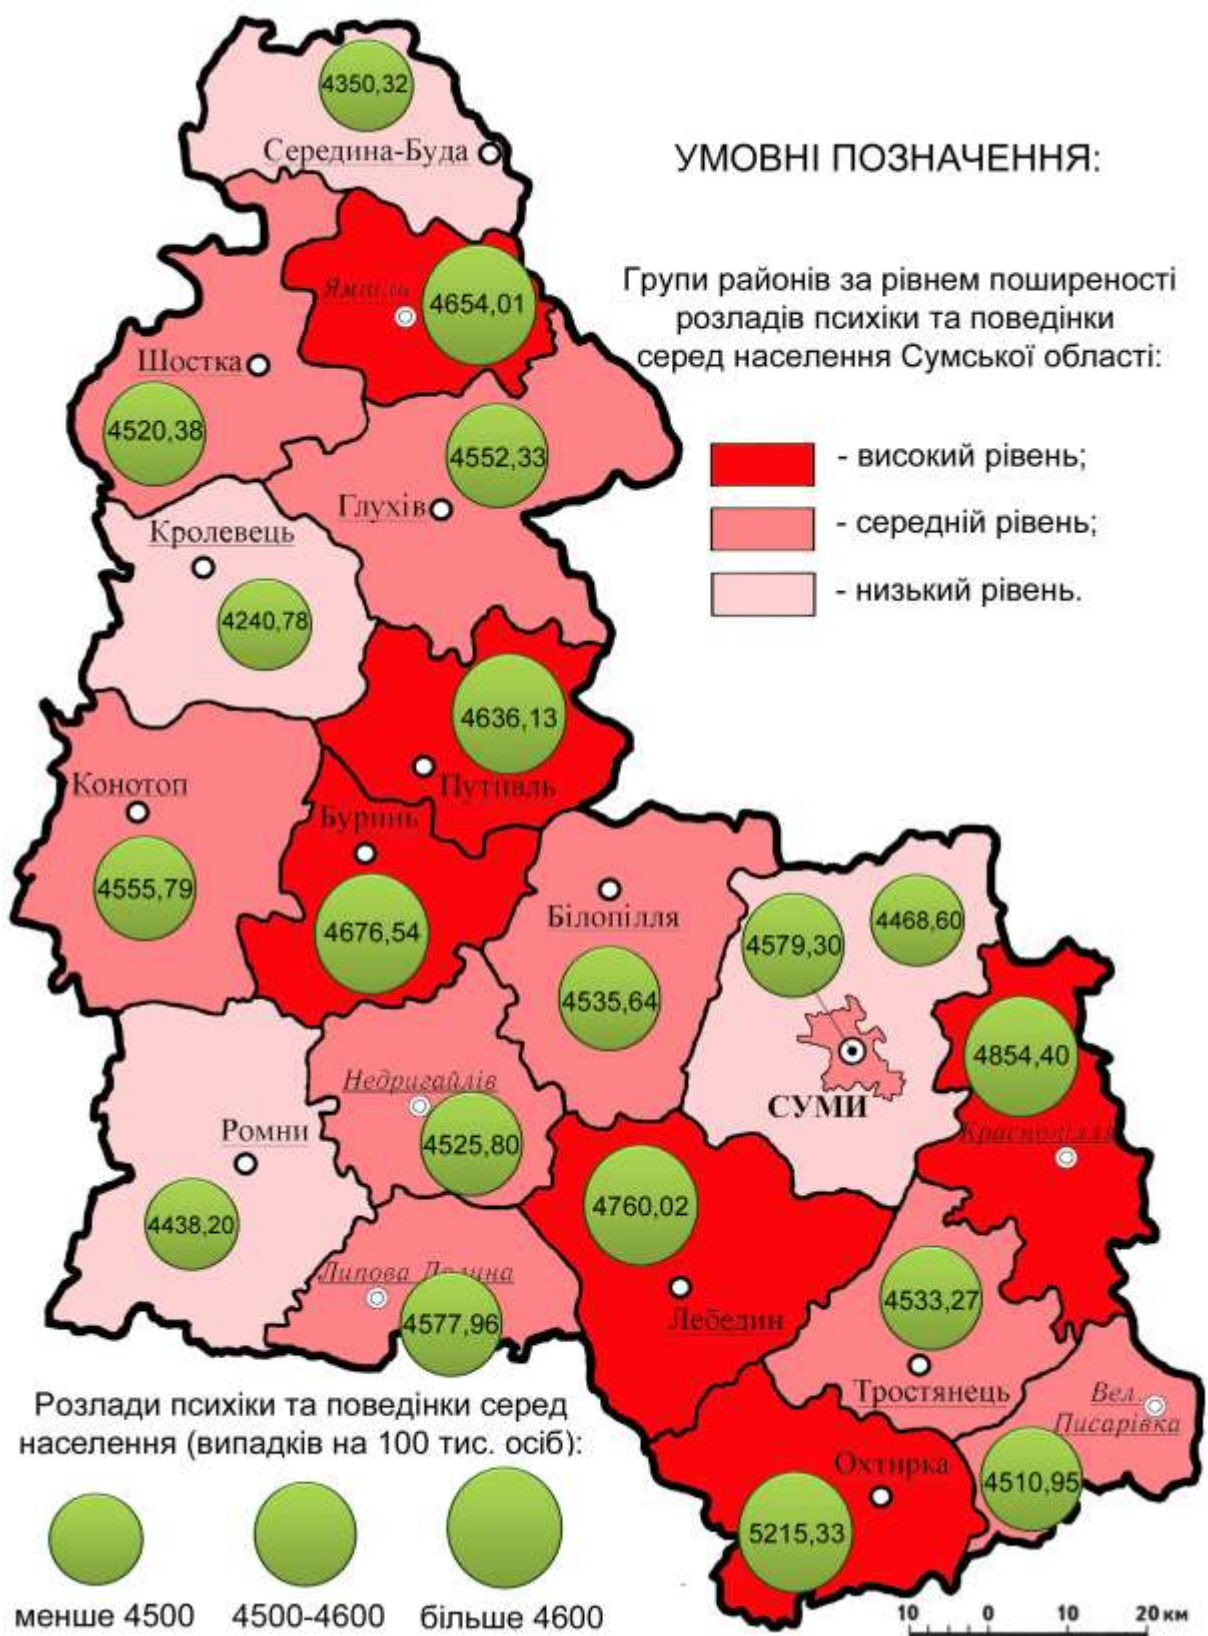 4350,32
Середина-Буда
УМОВНІ ПОЗНАЧЕННЯ:
Групи районів за рівнем поширеності
розладів психіки та поведінки
серед населення Сумської області:
- високий рівень;
- середній рівень;
- низький рівень.
Ямпіль
4654,01
Шостка
4520,38
4552,33
Глухів
Кролевець
4240,78
4636,13
Путивль
Конотоп
4555,79
Буринь
4676,54
Білопілля
4535,64
4579,30
4468,60
СУМИ
4854,40
Краснопілля
Недригайлів
4525,80
Ромни
4438,20
4760,02
Лебедин
Липова Долина
4577,96
4533,27
Тростянець
Вел.
Писарівка
4510,95
Охтирка
5215,33
Розлади психіки та поведінки серед
населення (випадків на 100 тис. осіб):
менше 4500 4500-4600 більше 4600
10 0 10 20 км